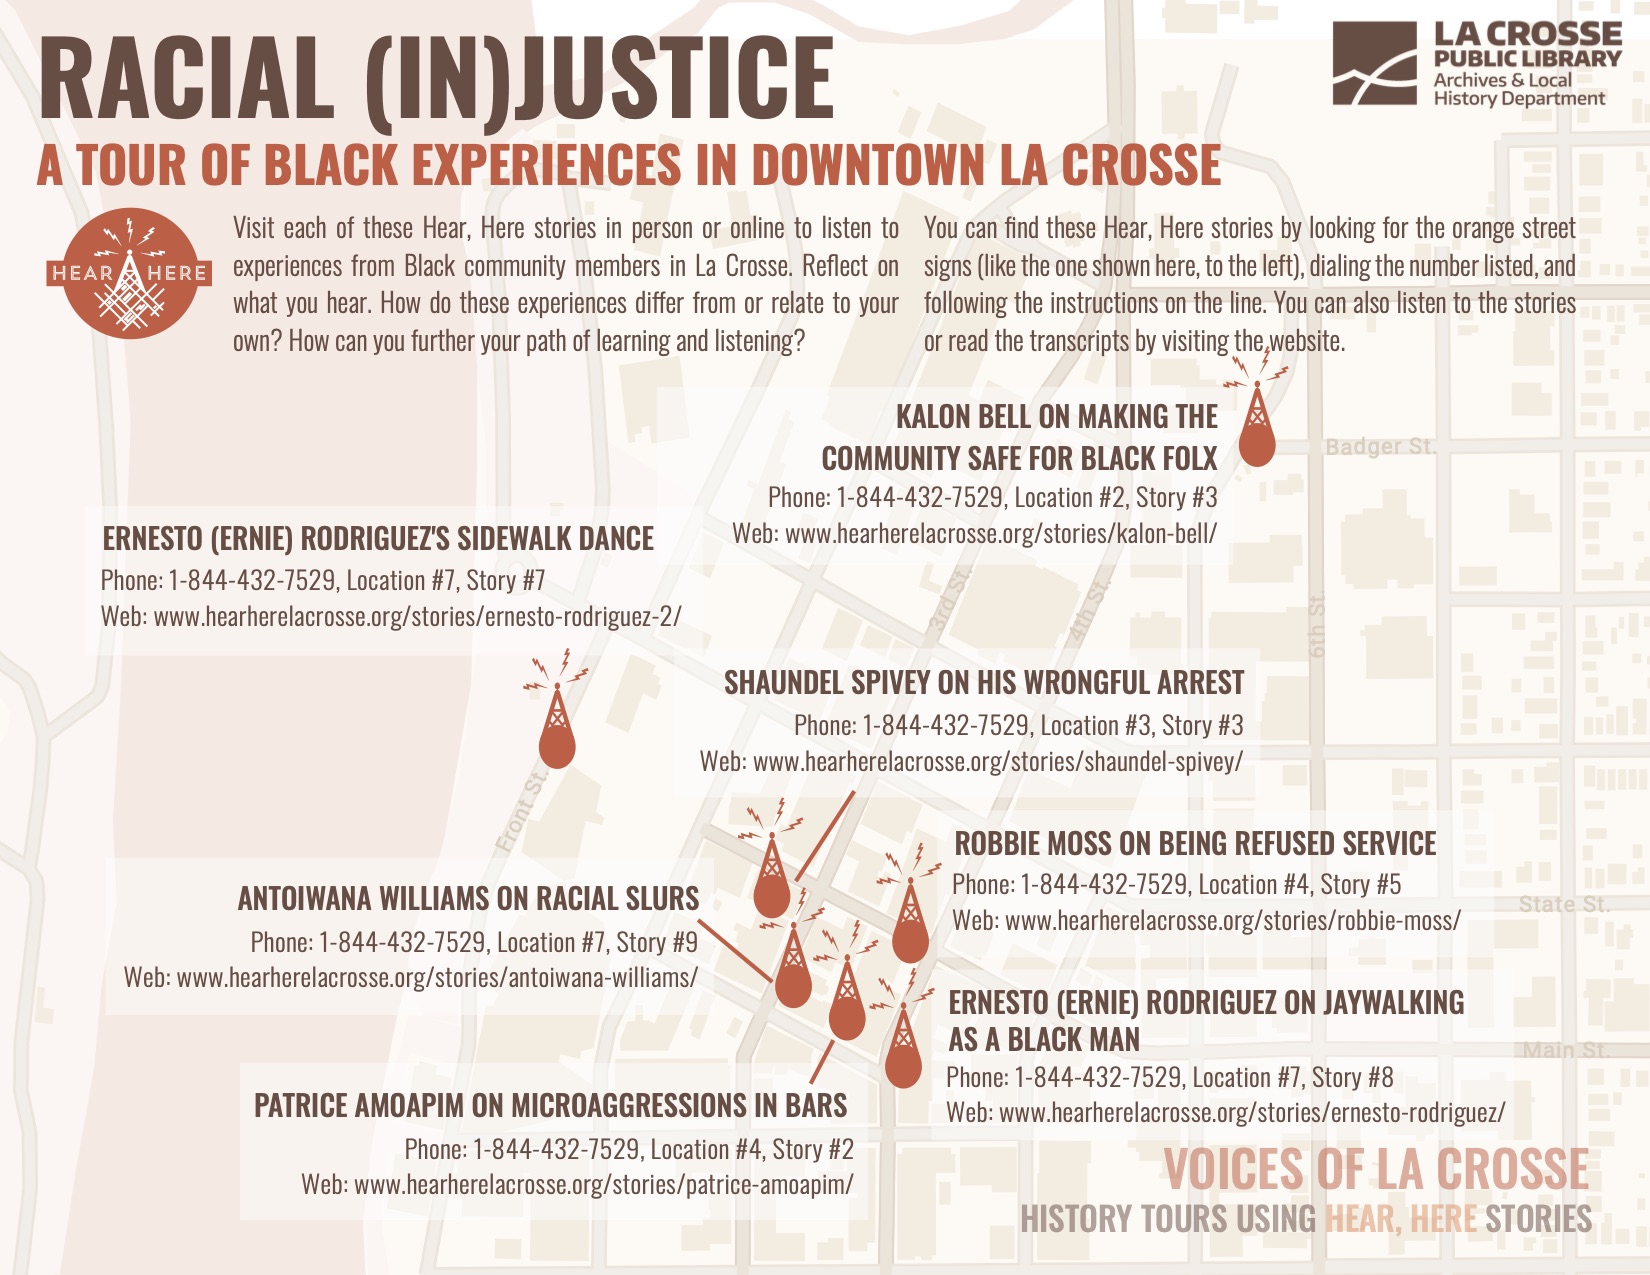 RACIAL (IN)JUSTICE
A TOUR OF BLACK EXPERIENCES IN DOWNTOWN LA CROSSE
LA CROSSE
PUBLIC LIBRARY
Archives & Local
History Department
HEAR HERE
Visit each of these Hear, Here stories in person or online to listen to
experiences from Black community members in La Crosse. Reflect on
what you hear. How do these experiences differ from or relate to your
own? How can you further your path of learning and listening?
You can find these Hear, Here stories by looking for the orange street
signs (like the one shown here, to the left), dialing the number listed, and
following the instructions on the line. You can also listen to the stories
or read the transcripts by visiting the website.
KALON BELL ON MAKING THE
COMMUNITY SAFE FOR BLACK FOLX
Phone: 1-844-432-7529, Location #2, Story #3
Web: www.hearherelacrosse.org/stories/kalon-bell/
Badger St.
ERNESTO (ERNIE) RODRIGUEZ'S SIDEWALK DANCE
Phone: 1-844-432-7529, Location #7, Story #7
Web: www.hearherelacrosse.org/stories/ernesto-rodriguez-2/
3rd St.
4th St.
6th St.
SHAUNDEL SPIVEY ON HIS WRONGFUL ARREST
Phone: 1-844-432-7529, Location #3, Story #3
Web: www.hearherelacrosse.org/stories/shaundel-spivey/
Front St.
ROBBIE MOSS ON BEING REFUSED SERVICE
Phone: 1-844-432-7529, Location #4, Story #5
Web: www.hearherelacrosse.org/stories/robbie-moss/
State St.
ANTOIWANA WILLIAMS ON RACIAL SLURS
Phone: 1-844-432-7529, Location #7, Story #9
Web: www.hearherelacrosse.org/stories/antoiwana-williams/
ERNESTO (ERNIE) RODRIGUEZ ON JAYWALKING
AS A BLACK MAN
Phone: 1-844-432-7529, Location #7, Story #8
Web: www.hearherelacrosse.org/stories/ernesto-rodriguez/
Main St.
PATRICE AMOAPIM ON MICROAGGRESSIONS IN BARS
Phone: 1-844-432-7529, Location #4, Story #2
Web: www.hearherelacrosse.org/stories/patrice-amoapim/
VOICES OF LA CROSSE
HISTORY TOURS USING HEAR, HERE STORIES